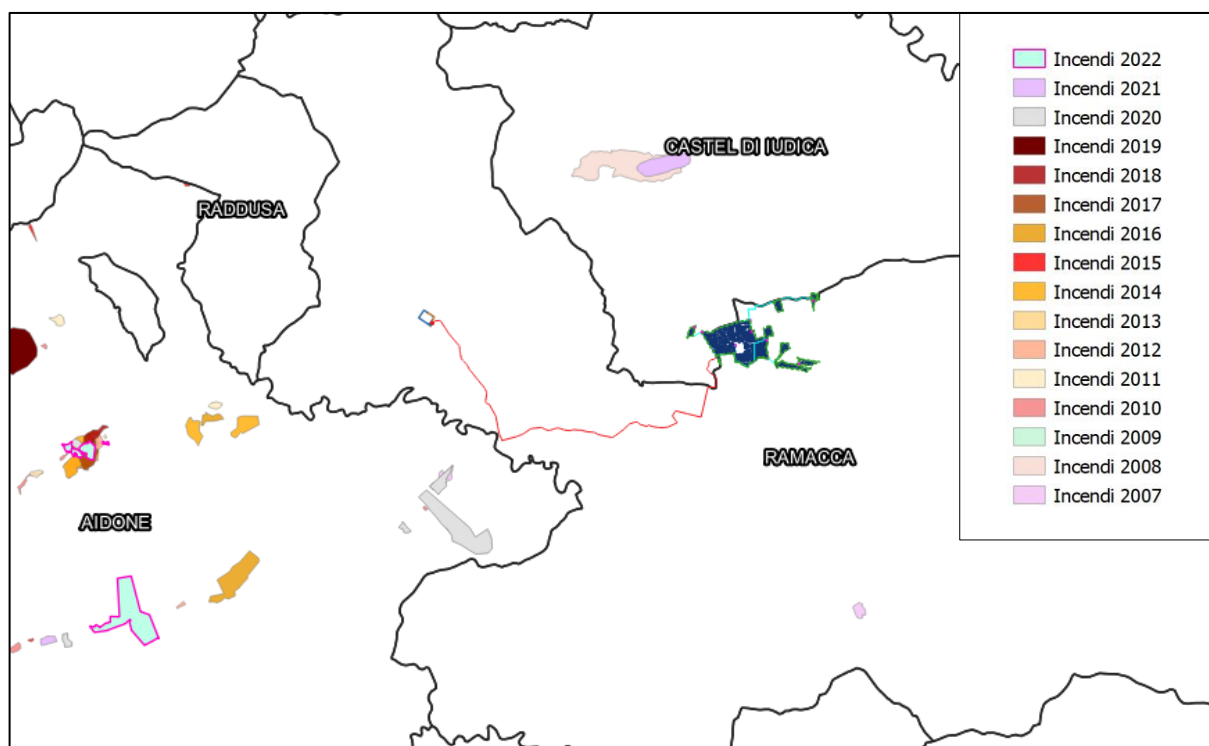 Incendi 2022
Incendi 2021
Incendi 2020
Incendi 2019
Incendi 2018
Incendi 2017
Incendi 2016
Incendi 2015
Incendi 2014
Incendi 2013
Incendi 2012
Incendi 2011
Incendi 2010
Incendi 2009
Incendi 2008
Incendi 2007
CASTEL DI IUDICA
RADDUSA
RAMACCA
AIDONE